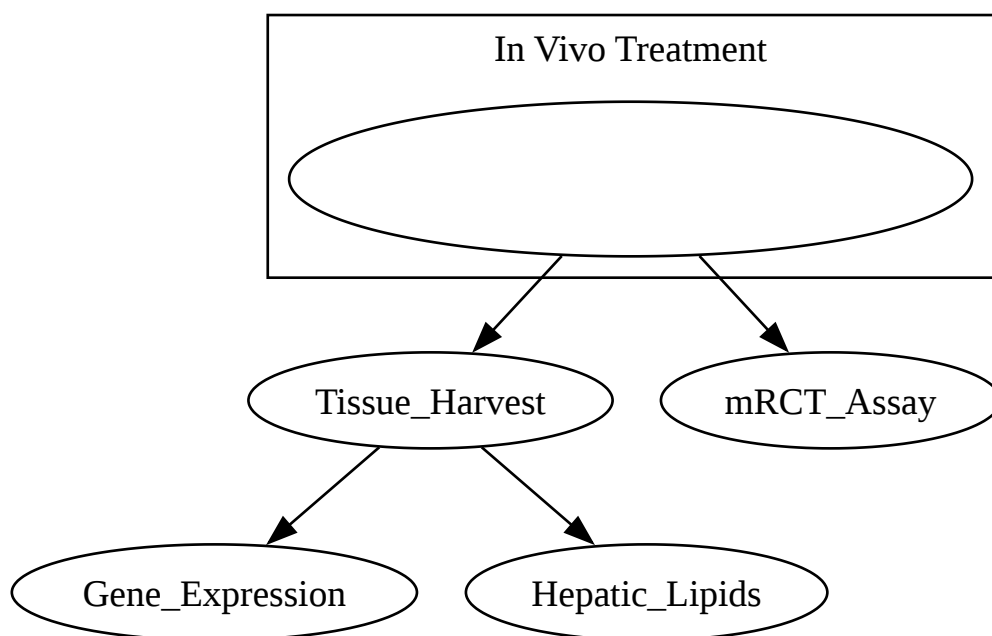 In Vivo Treatment
Tissue_Harvest
mRCT_Assay
Gene_Expression
Hepatic_Lipids